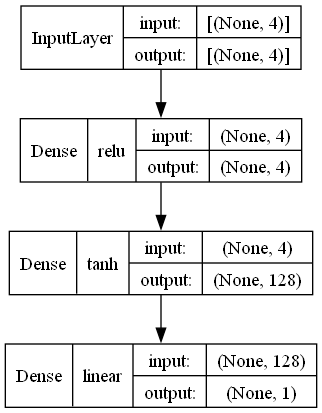 InputLayer input: [(None, 4)]
output: [(None, 4)]
Dense relu input: (None, 4)
output: (None, 4)
Dense tanh input: (None, 4)
output: (None, 128)
Dense linear input: (None, 128)
output: (None, 1)